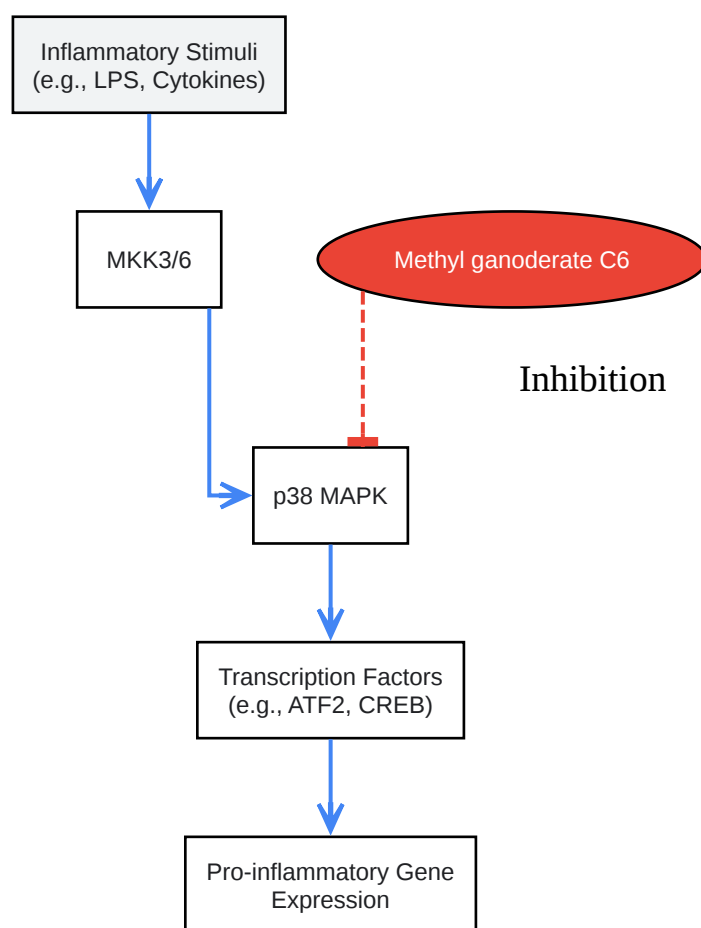 Inflammatory Stimuli
(e.g., LPS, Cytokines)
MKK3/6
Methyl ganoderate C6
Inhibition
p38 MAPK
Transcription Factors
(e.g., ATF2, CREB)
Pro-inflammatory Gene
Expression